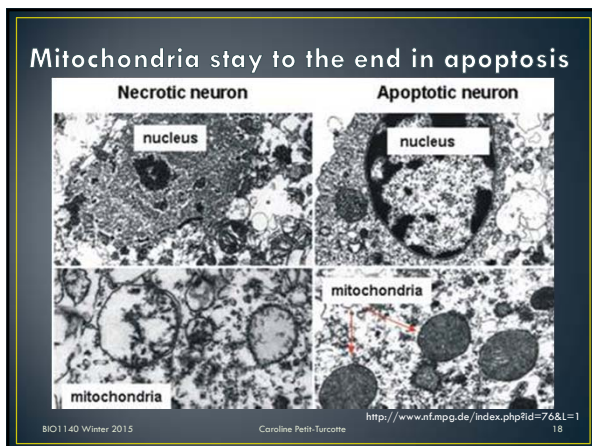 Mitochondria stay to the end in apoptosis
Necrotic neuron
Apoptotic neuron
nucleus
nucleus
mitochondria
mitochondria
http://www.nf.mpg.de/index.php?id=76&L=1
BIO1140 Winter 2015
Caroline Petit-Turcotte
18